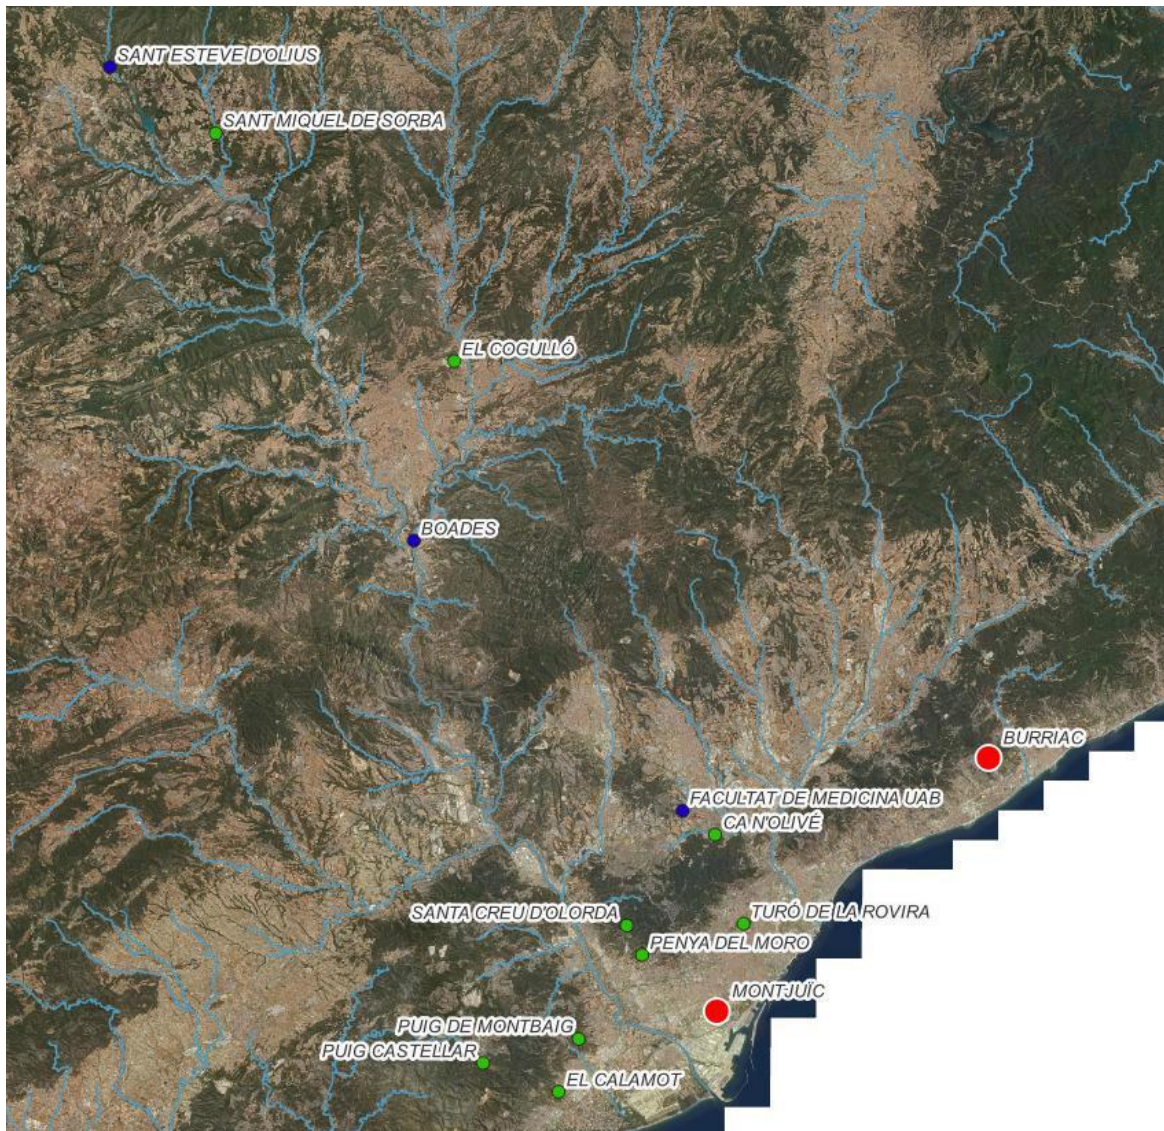 SANT ESTEVE D'OLIUS
SANT MIQUEL DE SORBA
EL COGULLÓ
BOADES
BURRIAC
FACULTAT DE MEDICINA UAB
CA N'OLIVÉ
SANTA CREU D'OLORDA
TURÓ DE LA ROVIRA
PENYA DEL MORO
MONTJUÏC
PUIG DE MONTBAIG
PUIG CASTELLAR
EL CALAMOT